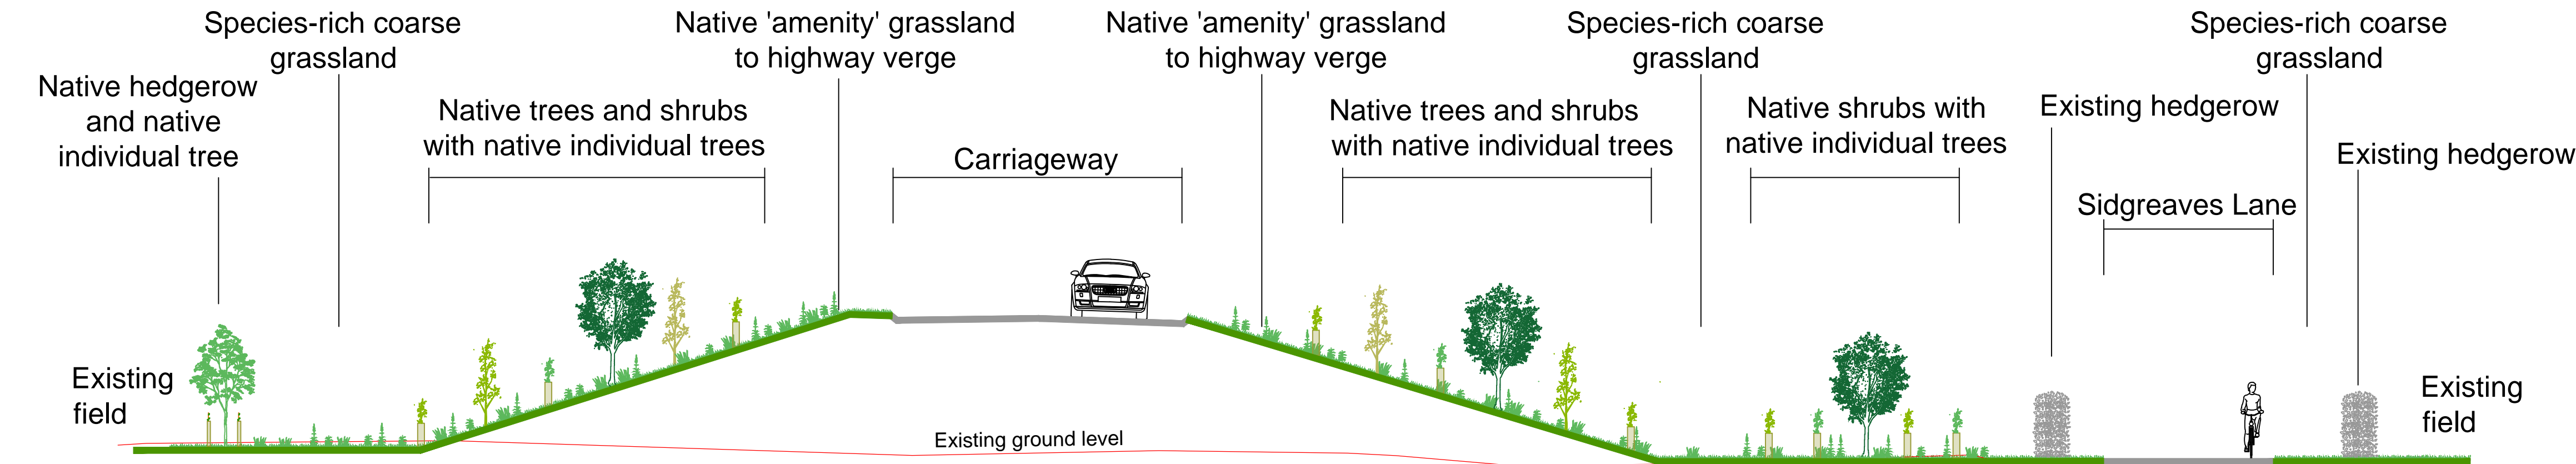 Species-rich coarse
grassland
Native 'amenity' grassland
to highway verge
Native 'amenity' grassland
to highway verge
Species-rich coarse
grassland
Species-rich coarse
grassland
Native hedgerow
and native
individual tree
Native trees and shrubs
with native individual trees
Carriageway
Native trees and shrubs
with native individual trees
Native shrubs with
native individual trees
Existing hedgerow
Existing hedgerow
Sidgreaves Lane
Existing
field
Existing ground level
Existing
field